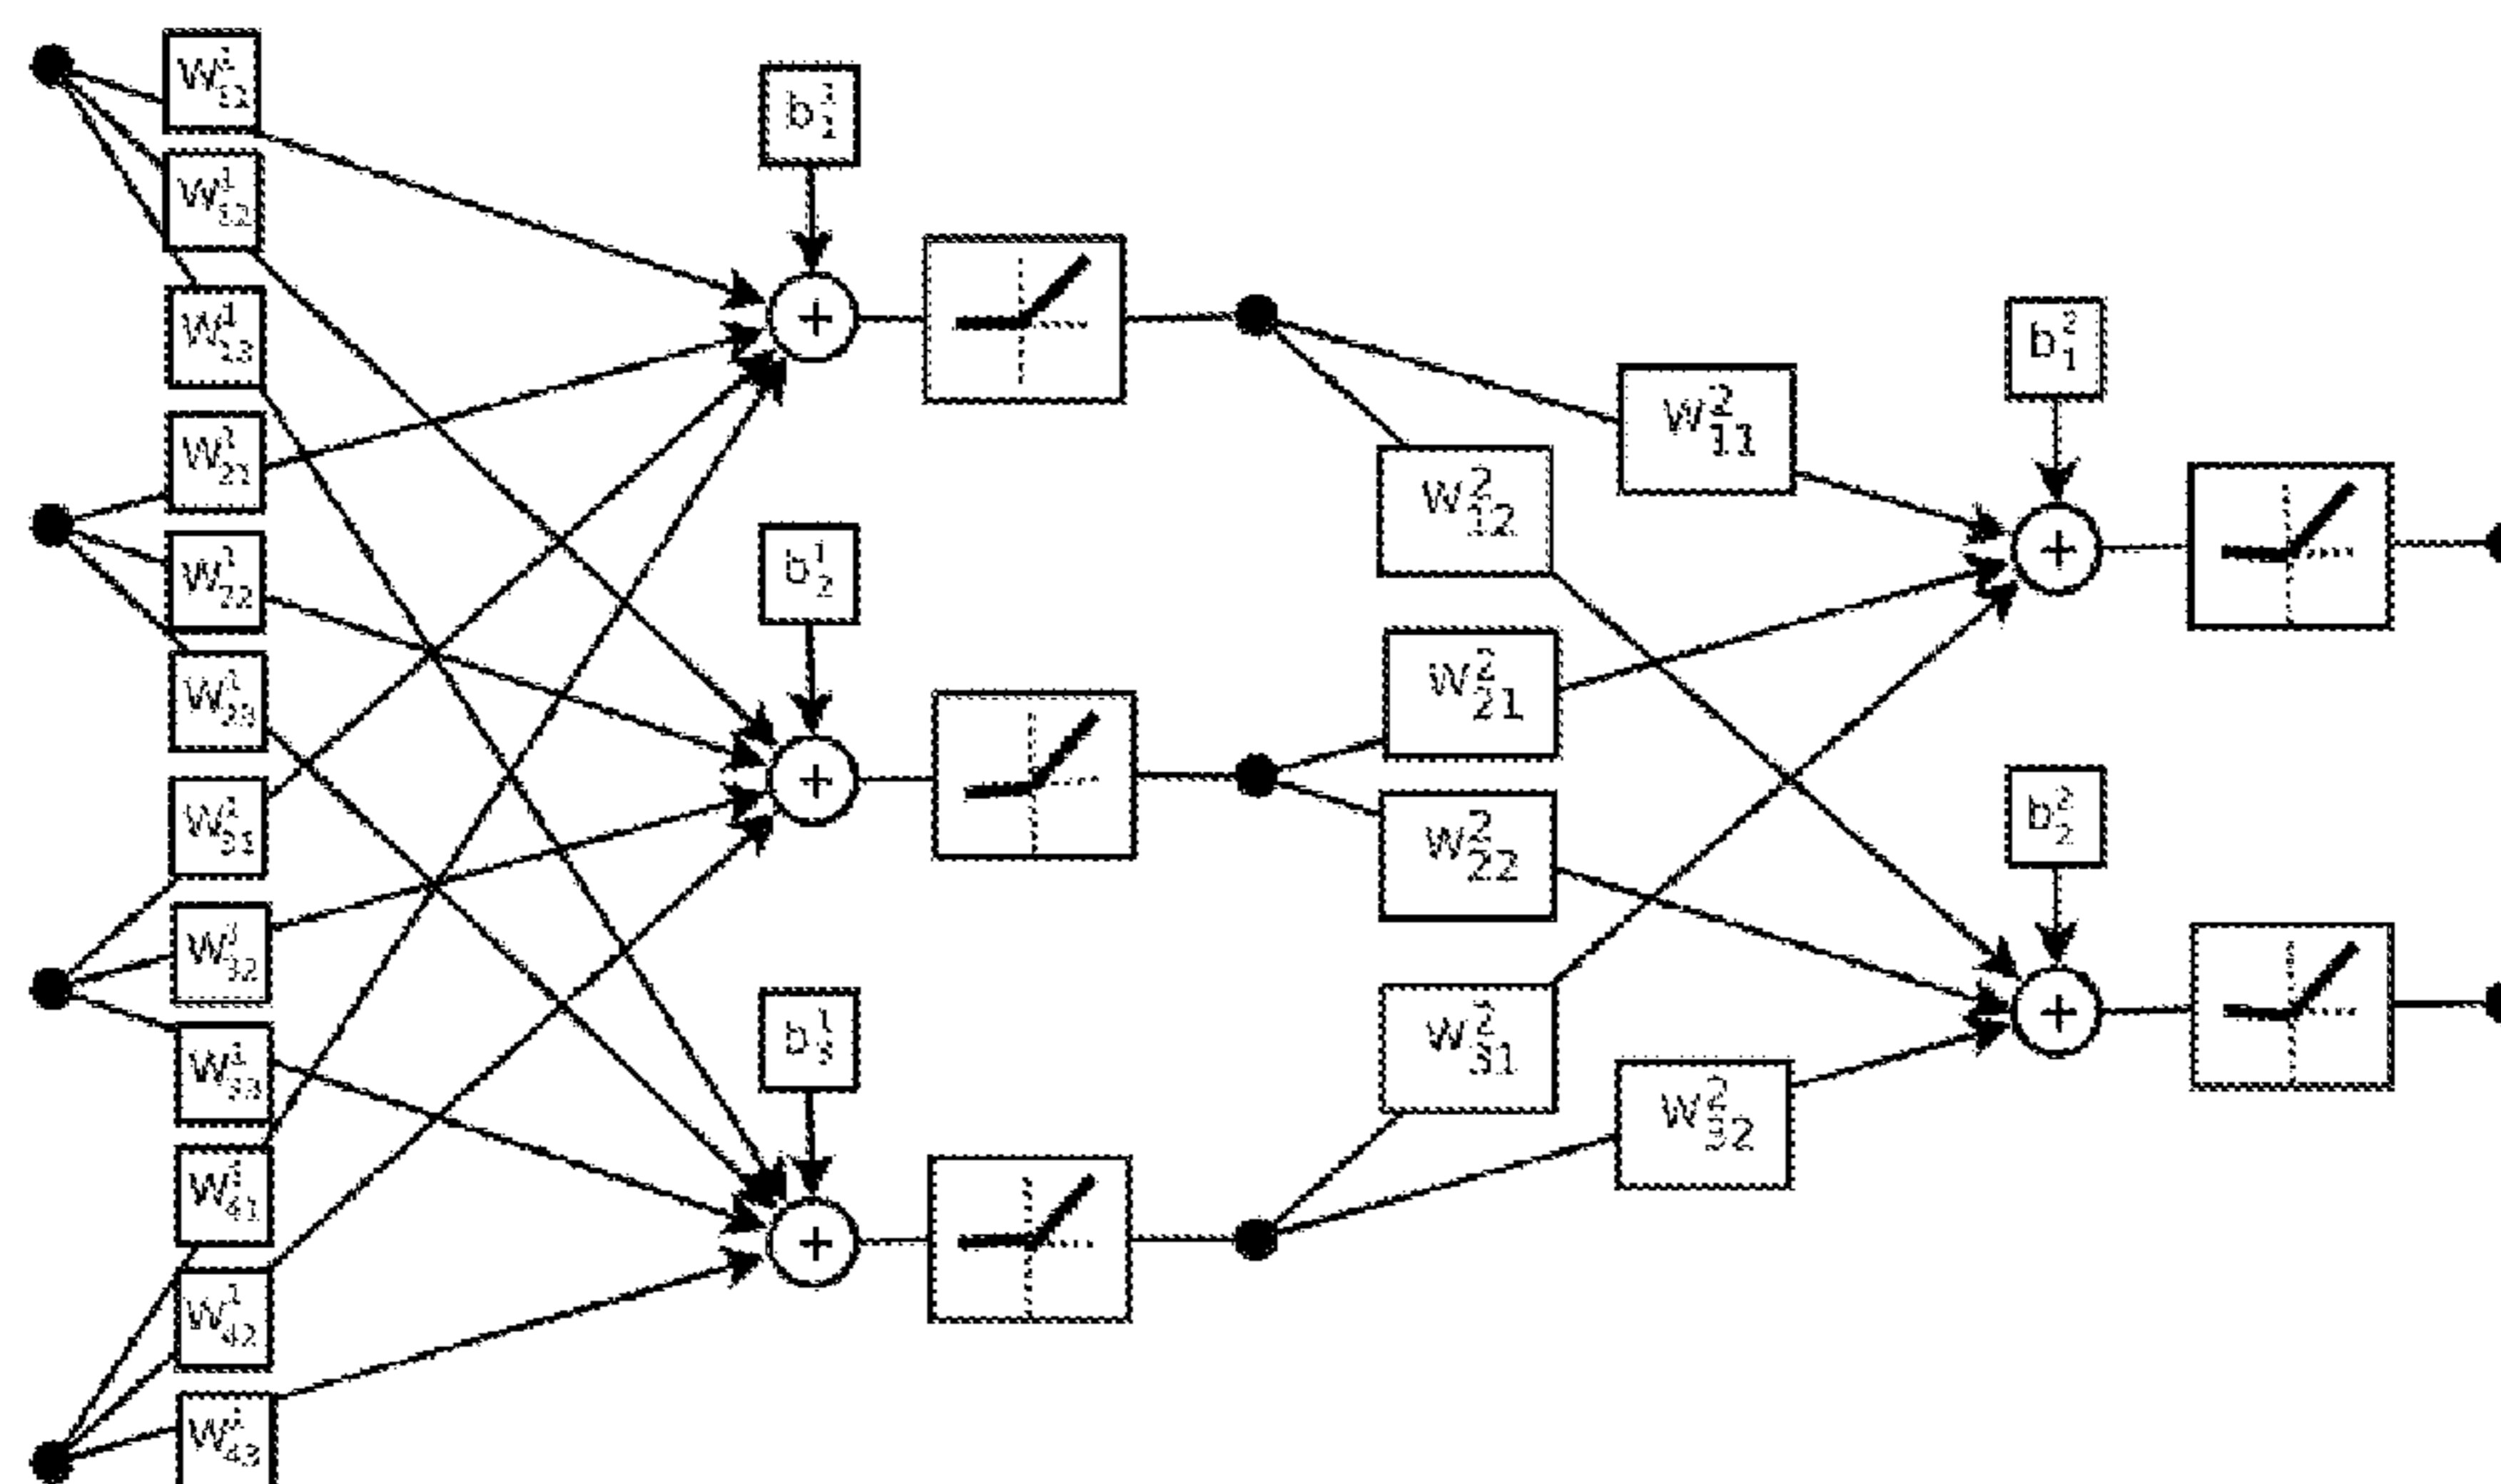 W¹₁₁
W¹₁₂
W¹₁₃
W¹₂₁
W¹₂₂
W¹₂₃
W¹₃₁
W¹₃₂
W¹₃₃
W¹₄₁
W¹₄₂
W¹₄₃
b¹₁
+
b¹₂
+
b¹₃
+
W²₁₁
W²₁₂
W²₂₁
W²₂₂
W²₃₁
W²₃₂
b²₁
+
b²₂
+